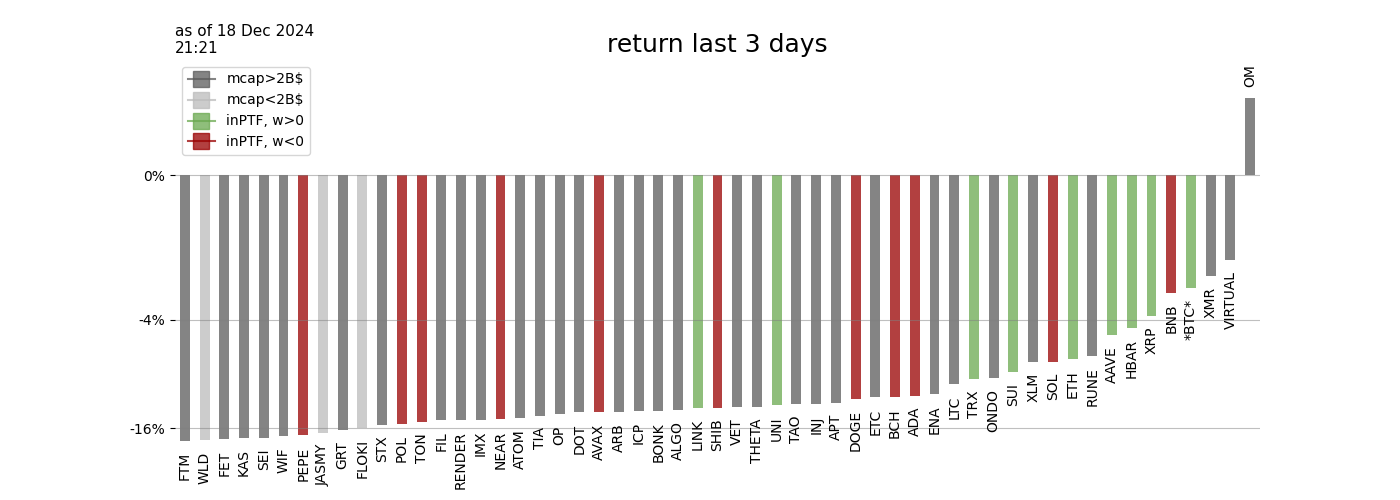 as of 18 Dec 2024
21:21
return last 3 days
mcap>2B$
mcap<2B$
inPTF, w>0
inPTF, w<0
0%
-4%
-16%
FTM
WLD
FET
KAS
SEI
WIF
PEPE
JASMY
GRT
FLOKI
STX
POL
TON
FIL
RENDER
IMX
NEAR
ATOM
TIA
OP
DOT
AVAX
ARB
ICP
BONK
ALGO
LINK
SHIB
VET
THETA
UNI
TAO
INJ
APT
DOGE
ETC
BCH
ADA
ENA
LTC
TRX
ONDO
SUI
XLM
SOL
ETH
RUNE
AAVE
HBAR
XRP
BNB
*BTC*
XMR
VIRTUAL
OM